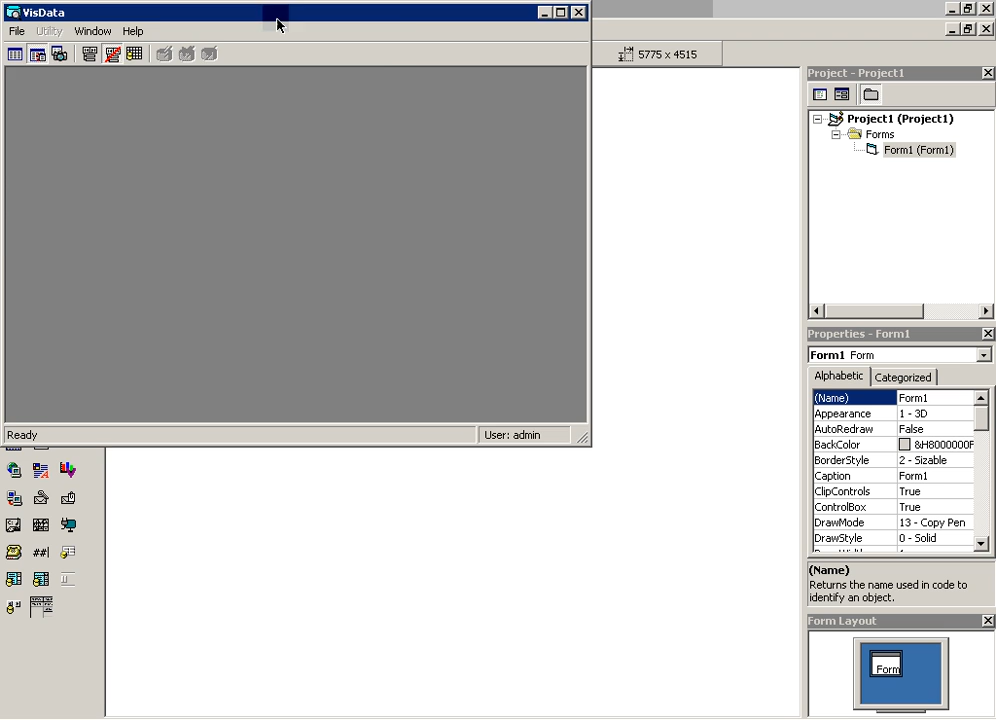 VisData
File Utility Window Help
5775 x 4515
Ready
User: admin
##|
Project - Project1
Project1 (Project1)
Forms
Form1 (Form1)
Properties - Form1
Form1 Form
Alphabetic Categorized
(Name) Form1
Appearance 1 - 3D
AutoRedraw False
BackColor &H8000000F
BorderStyle 2 - Sizable
Caption Form1
ClipControls True
ControlBox True
DrawMode 13 - Copy Pen
DrawStyle 0 - Solid
(Name)
Returns the name used in code to
identify an object.
Form Layout
Form